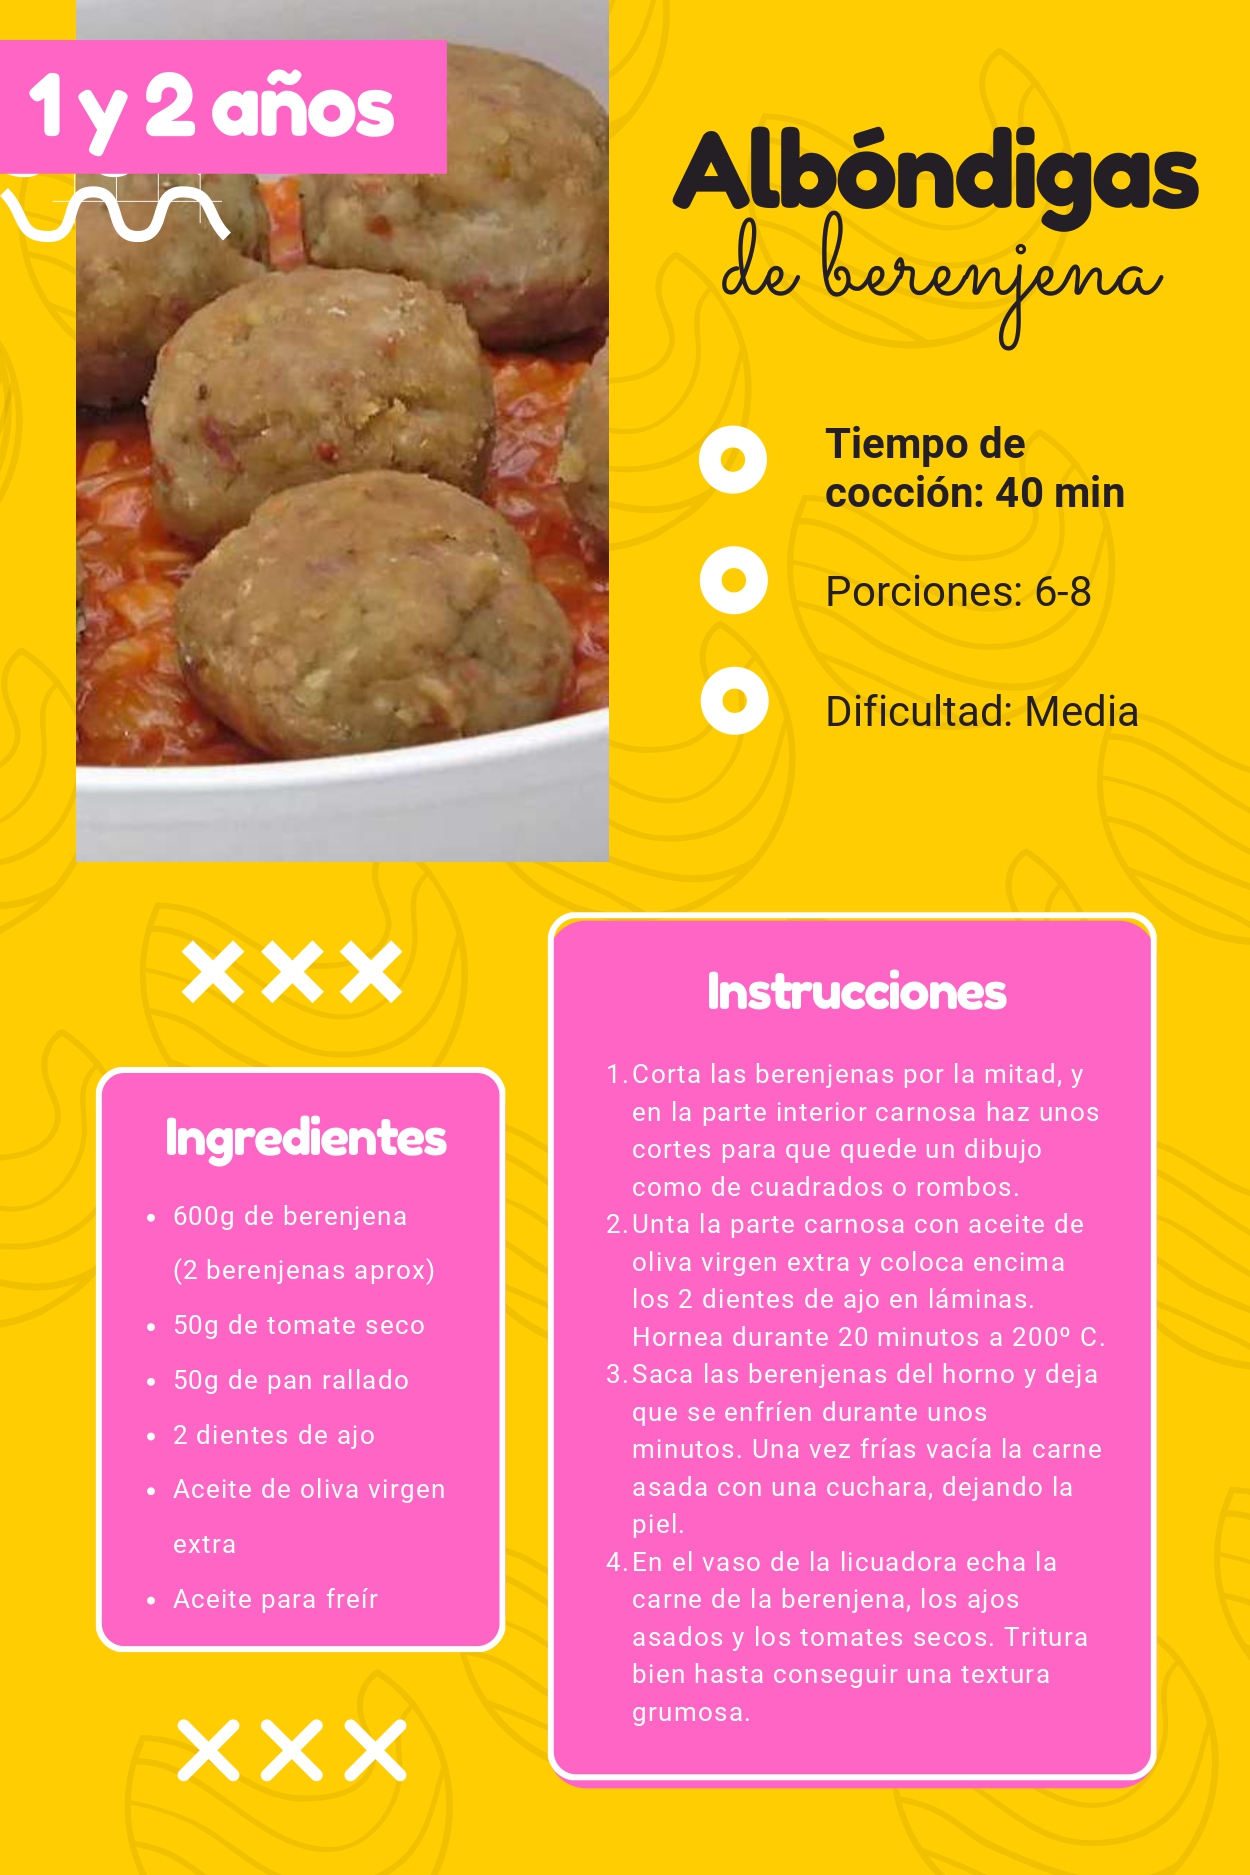 1 y 2 años
Albóndigas
de berenjena
Tiempo de
cocción: 40 min
Porciones: 6-8
Dificultad: Media
Ingredientes
• 600g de berenjena
(2 berenjenas aprox)
• 50g de tomate seco
• 50g de pan rallado
• 2 dientes de ajo
• Aceite de oliva virgen
extra
• Aceite para freír
Instrucciones
1. Corta las berenjenas por la mitad, y
en la parte interior carnosa haz unos
cortes para que quede un dibujo
como de cuadrados o rombos.
2. Unta la parte carnosa con aceite de
oliva virgen extra y coloca encima
los 2 dientes de ajo en láminas.
Hornea durante 20 minutos a 200º C.
3. Saca las berenjenas del horno y deja
que se enfríen durante unos
minutos. Una vez frías vacía la carne
asada con una cuchara, dejando la
piel.
4. En el vaso de la licuadora echa la
carne de la berenjena, los ajos
asados y los tomates secos. Tritura
bien hasta conseguir una textura
grumosa.